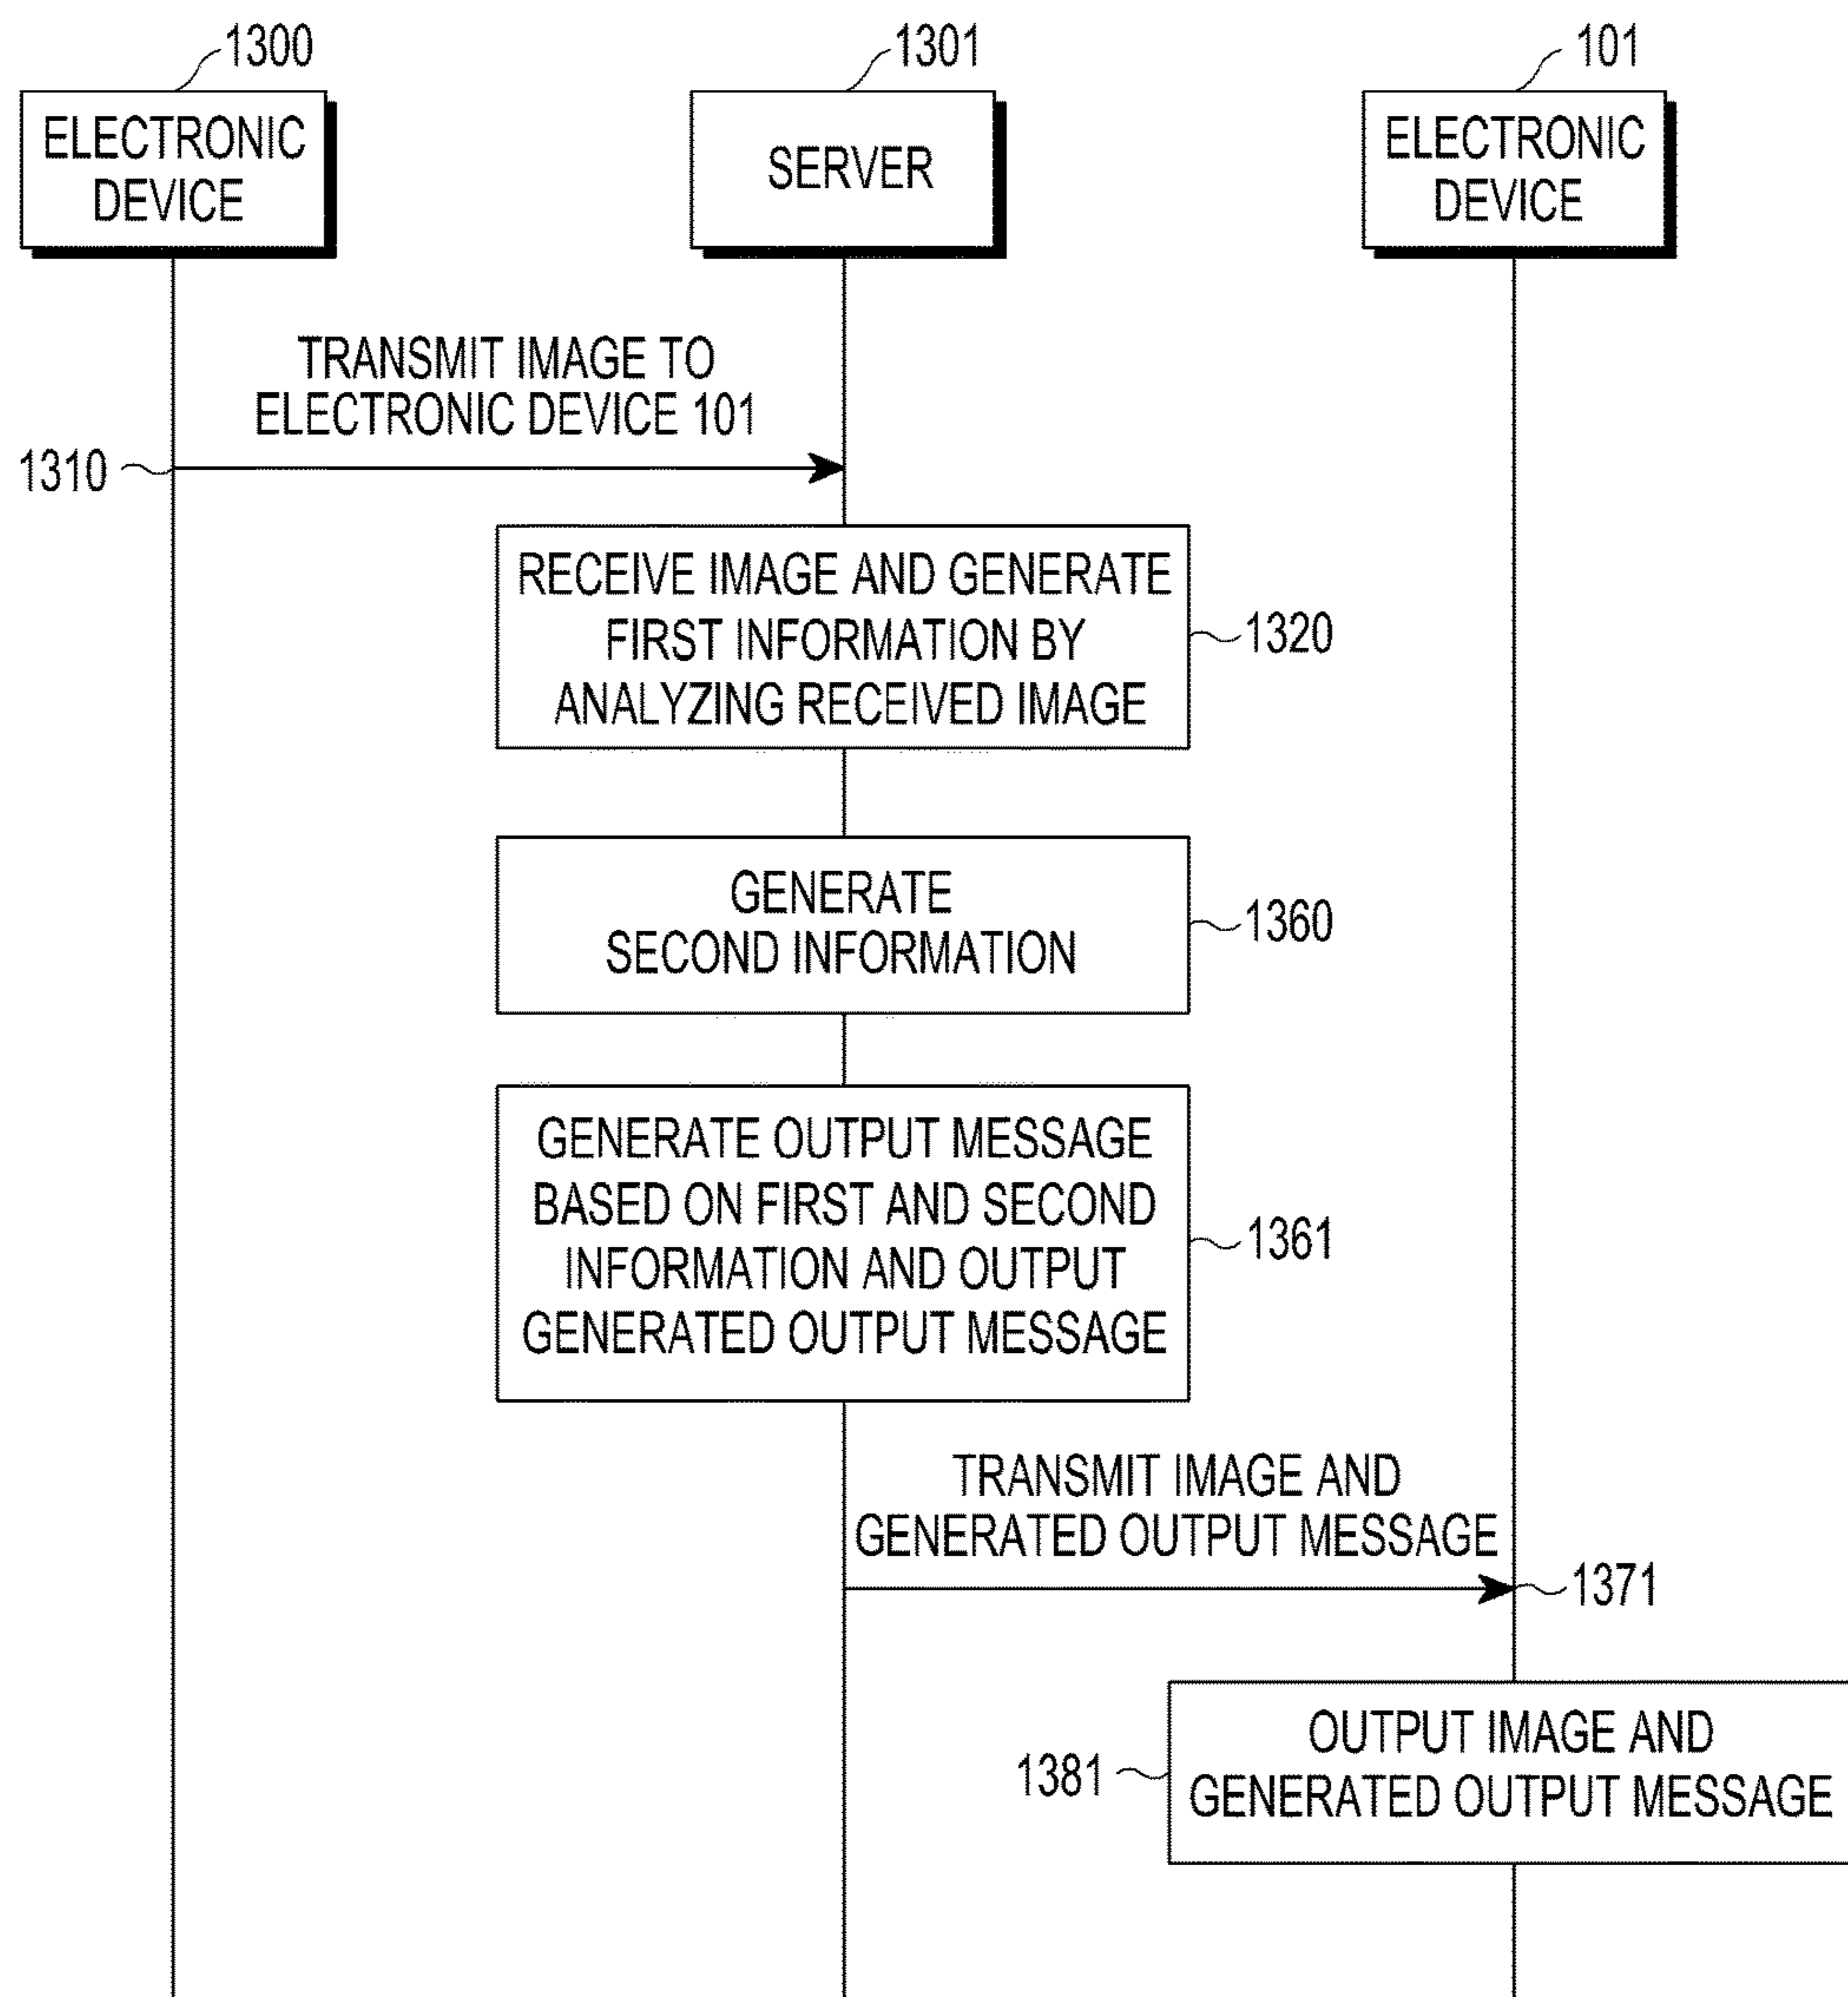 1300
1301
101
ELECTRONIC
DEVICE
SERVER
ELECTRONIC
DEVICE
TRANSMIT IMAGE TO
ELECTRONIC DEVICE 101
1310
RECEIVE IMAGE AND GENERATE
FIRST INFORMATION BY
ANALYZING RECEIVED IMAGE
1320
GENERATE
SECOND INFORMATION
1360
GENERATE OUTPUT MESSAGE
BASED ON FIRST AND SECOND
INFORMATION AND OUTPUT
GENERATED OUTPUT MESSAGE
1361
TRANSMIT IMAGE AND
GENERATED OUTPUT MESSAGE
1371
OUTPUT IMAGE AND
GENERATED OUTPUT MESSAGE
1381